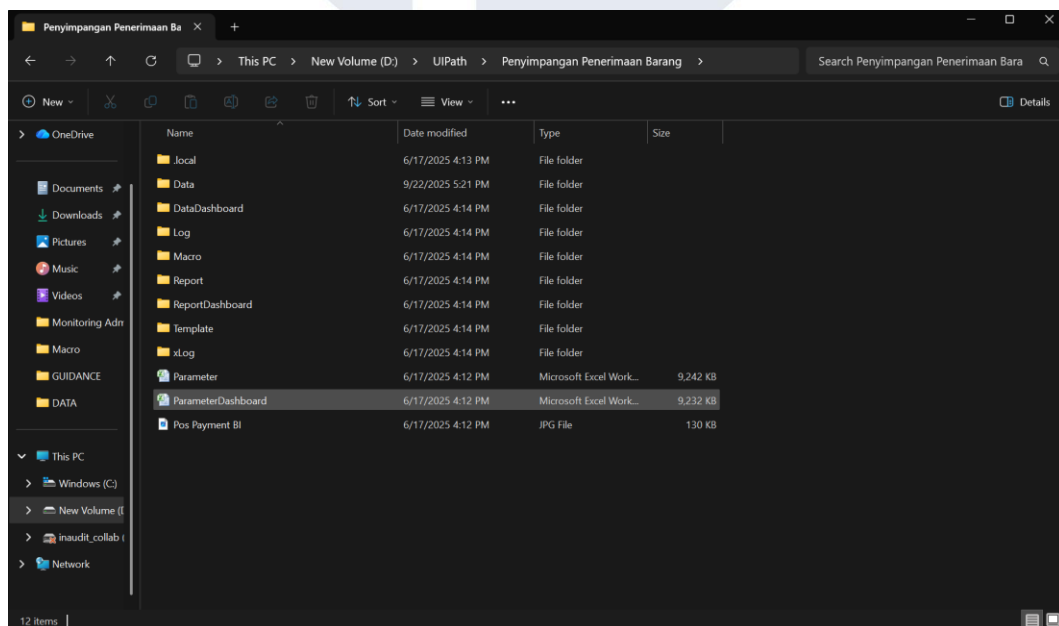 Penyimpangan Penerimaan Ba
This PC > New Volume (D:) > UIPath > Penyimpangan Penerimaan Barang >
Search Penyimpangan Penerimaan Bara
New Sort View ... Details
OneDrive
Documents
Downloads
Pictures
Music
Videos
Monitoring Adm
Macro
GUIDANCE
DATA
This PC
Windows (C:)
New Volume (D
inaudit_collab (
Network
Name Date modified Type Size
.local 6/17/2025 4:13 PM File folder
Data 9/22/2025 5:21 PM File folder
DataDashboard 6/17/2025 4:14 PM File folder
Log 6/17/2025 4:14 PM File folder
Macro 6/17/2025 4:14 PM File folder
Report 6/17/2025 4:14 PM File folder
ReportDashboard 6/17/2025 4:14 PM File folder
Template 6/17/2025 4:14 PM File folder
xLog 6/17/2025 4:14 PM File folder
Parameter 6/17/2025 4:12 PM Microsoft Excel Work... 9,242 KB
ParameterDashboard 6/17/2025 4:12 PM Microsoft Excel Work... 9,232 KB
Pos Payment BI 6/17/2025 4:12 PM JPG File 130 KB
12 items